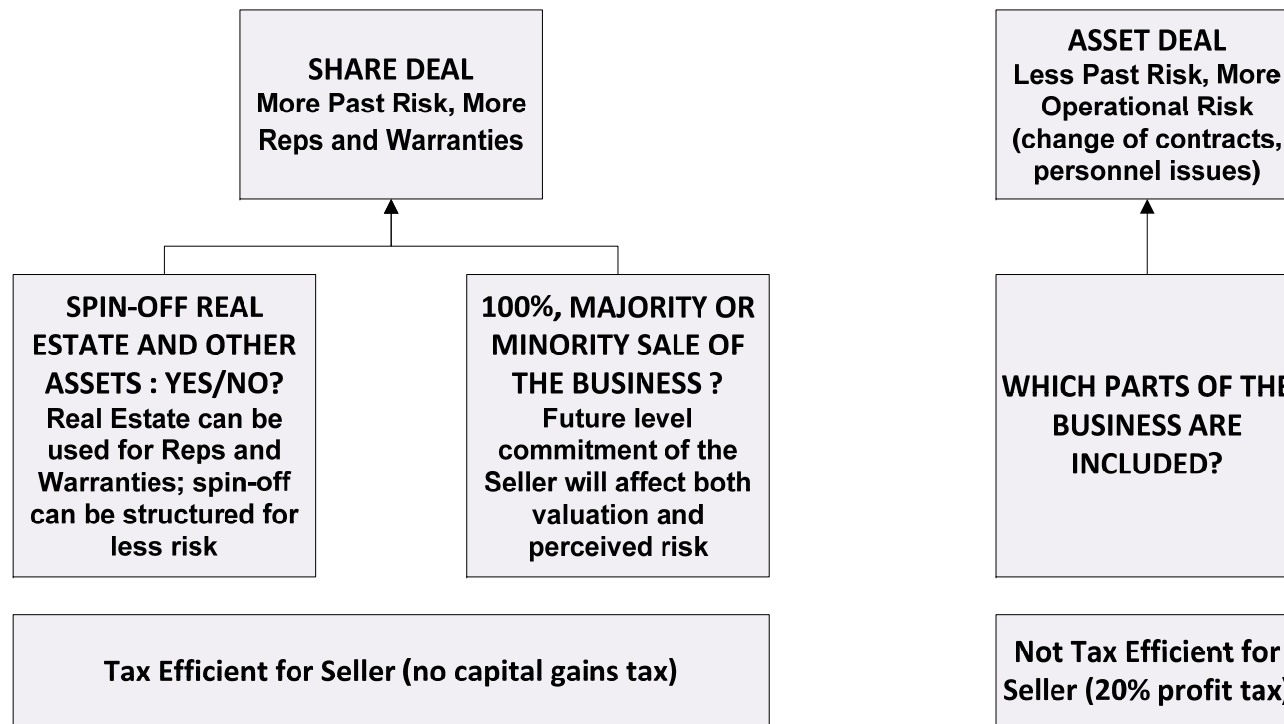 SHARE DEAL
More Past Risk, More
Reps and Warranties
ASSET DEAL
Less Past Risk, More
Operational Risk
(change of contracts,
personnel issues)
SPIN-OFF REAL
ESTATE AND OTHER
ASSETS : YES/NO?
Real Estate can be
used for Reps and
Warranties; spin-off
can be structured for
less risk
100%, MAJORITY OR
MINORITY SALE OF
THE BUSINESS ?
Future level
commitment of the
Seller will affect both
valuation and
perceived risk
WHICH PARTS OF THE
BUSINESS ARE
INCLUDED?
Tax Efficient for Seller (no capital gains tax)
Not Tax Efficient for
Seller (20% profit tax)